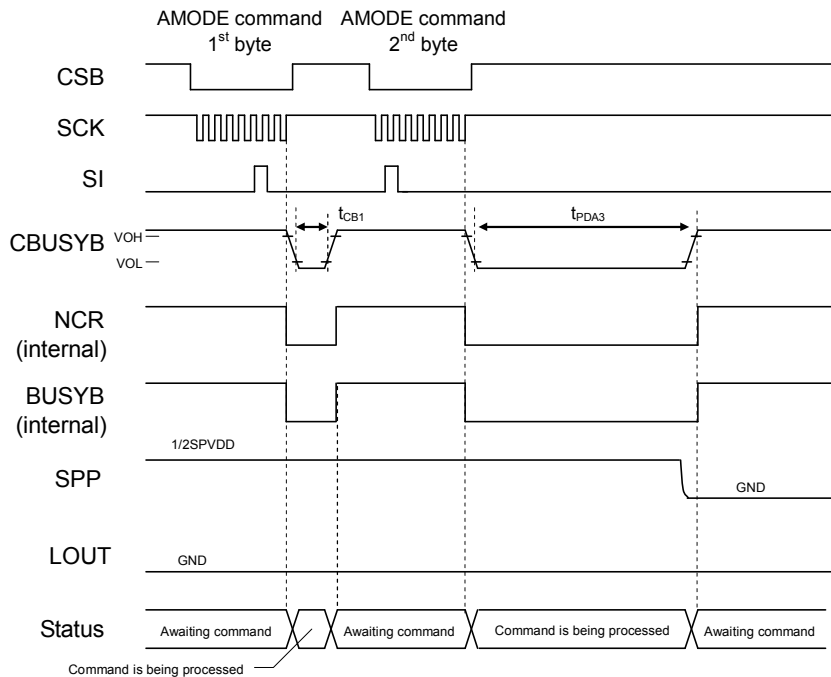 AMODE command
1st byte
AMODE command
2nd byte
CSB
SCK
SI
tCB1
tPDA3
CBUSYB
VOH
VOL
NCR
(internal)
BUSYB
(internal)
1/2SPVDD
SPP
GND
LOUT
GND
Status
Awaiting command
Awaiting command
Command is being processed
Awaiting command
Command is being processed